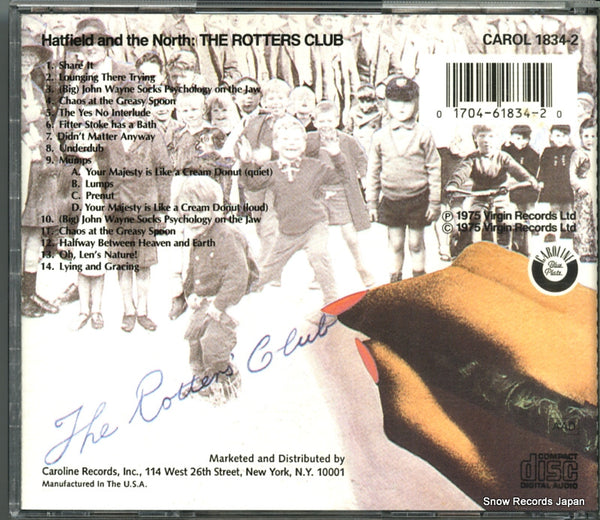 Hatfield and the North: THE ROTTERS CLUB
CAROL 1834-2
1. Share It
2. Lounging There Trying
3. (Big) John Wayne Socks Psychology on the Jaw
4. Chaos at the Greasy Spoon
5. The Yes No Interlude
6. Fitter Stoke has a Bath
7. Didn't Matter Anyway
8. Underdub
9. Mumps
A. Your Majesty is Like a Cream Donut (quiet)
B. Lumps
C. Prenut
D. Your Majesty is Like a Cream Donut (loud)
10. (Big) John Wayne Socks Psychology on the Jaw
11. Chaos at the Greasy Spoon
12. Halfway Between Heaven and Earth
13. Oh, Len's Nature!
14. Lying and Gracing
0 1704-61834-2 0
℗ 1975 Virgin Records Ltd
© 1975 Virgin Records Ltd
CAROLINE
Blue
Plate
The Rotters' Club
Marketed and Distributed by
Caroline Records, Inc., 114 West 26th Street, New York, N.Y. 10001
Manufactured In The U.S.A.
COMPACT
disc
DIGITAL AUDIO
Snow Records Japan